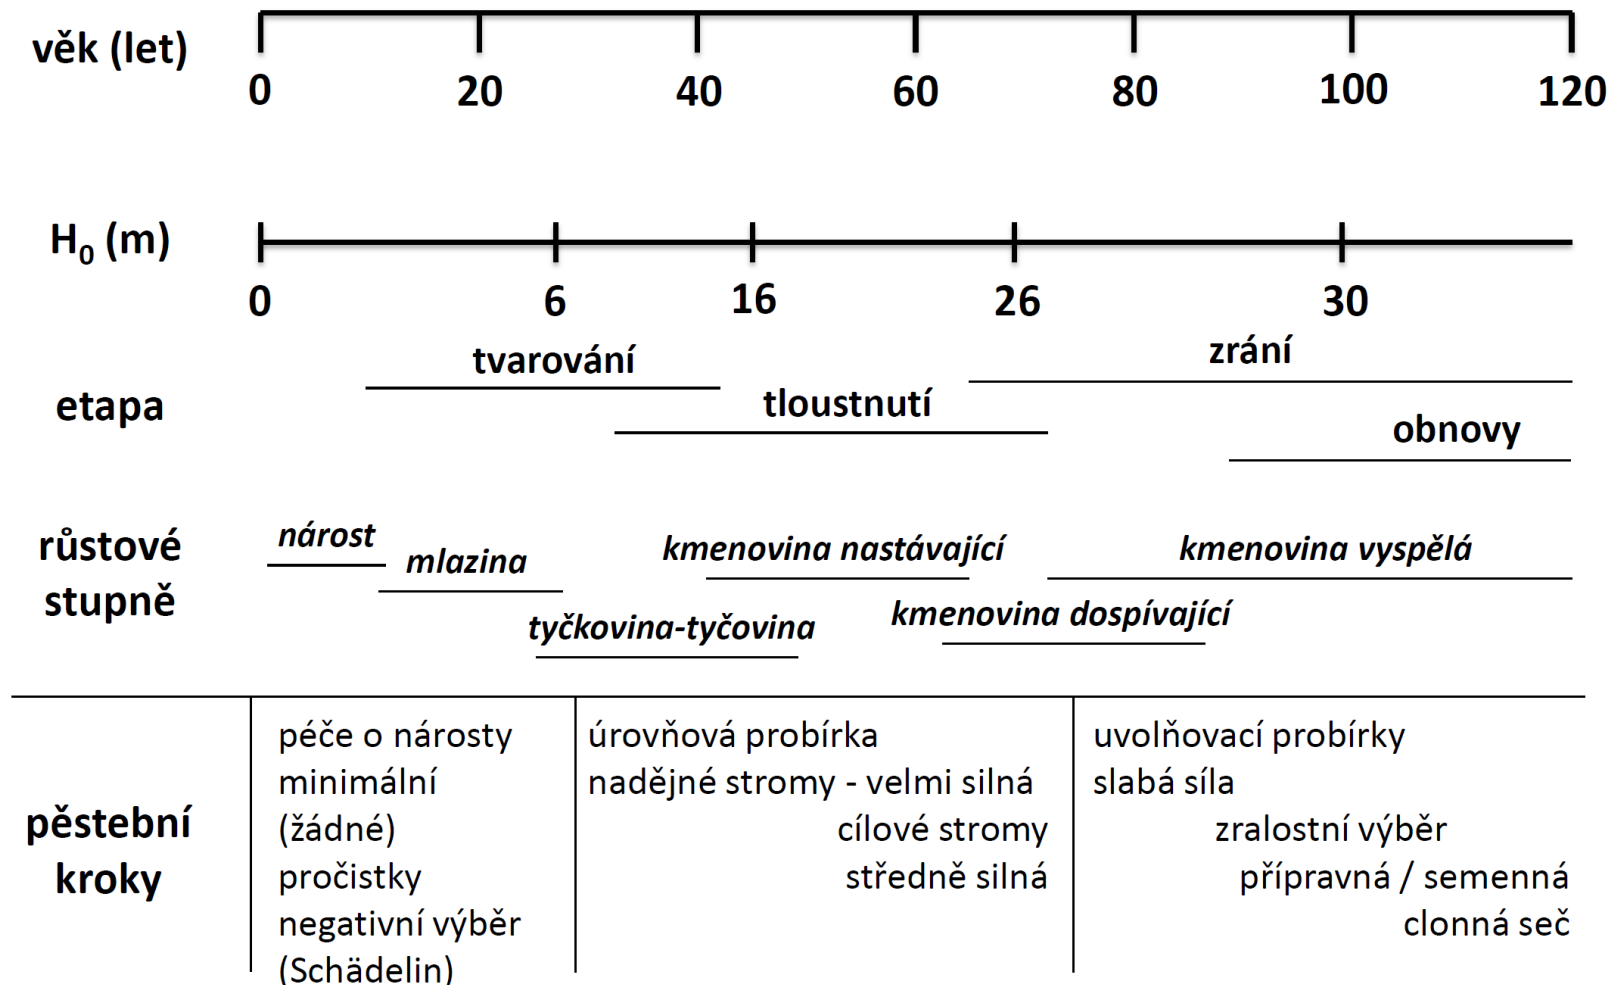 věk (let)
0 20 40 60 80 100 120
H₀ (m)
0 6 16 26 30
etapa
tvarování
zrání
tloustnutí
obnovy
růstové
stupně
nárost
mlazina
kmenovina nastávající
kmenovina vyspělá
tyčkovina-tyčovina
kmenovina dospívající
pěstební
kroky
péče o nárosty
minimální
(žádné)
pročistky
negativní výběr
(Schädelin)
úrovňová probírka
nadějné stromy - velmi silná
cílové stromy
středně silná
uvolňovací probírky
slabá síla
zralostní výběr
přípravná / semenná
clonná seč